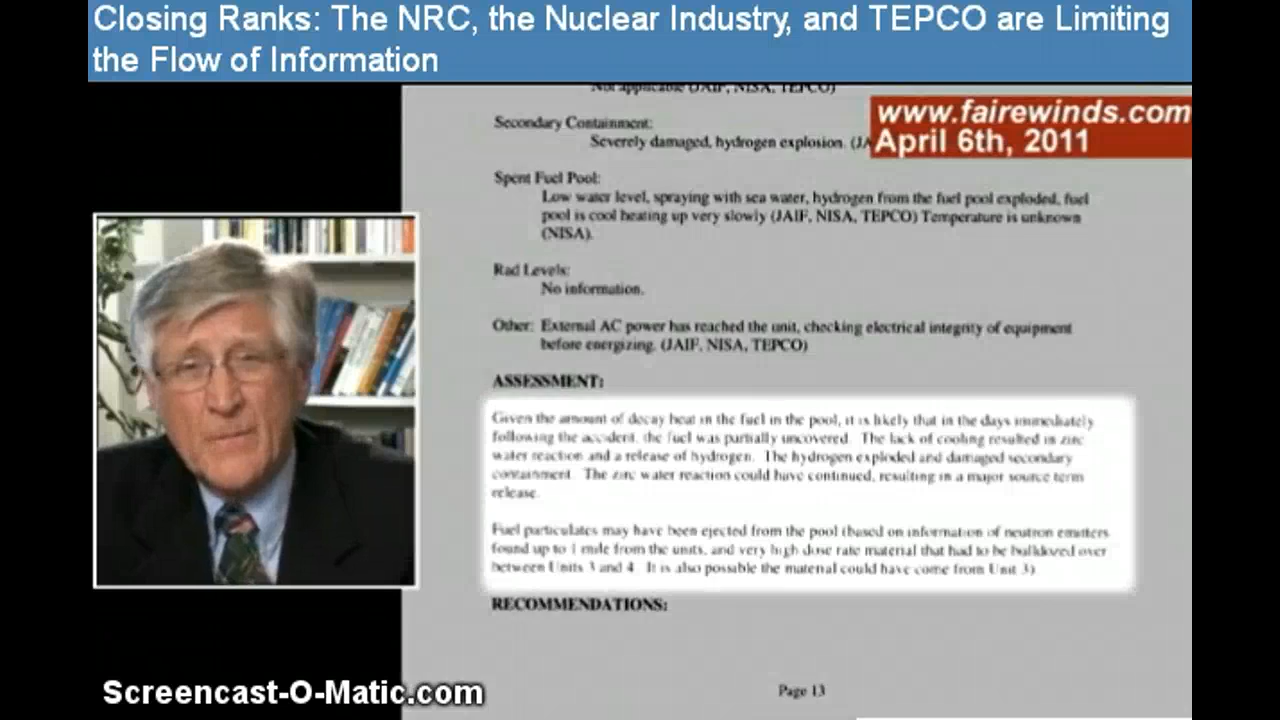 Closing Ranks: The NRC, the Nuclear Industry, and TEPCO are Limiting
the Flow of Information
Not applicable (JAIF, NISA, TEPCO)
www.fairewinds.com
April 6th, 2011
Secondary Containment:
Severely damaged, hydrogen explosion. (JA
Spent Fuel Pool:
Low water level, spraying with sea water, hydrogen from the fuel pool exploded, fuel
pool is cool heating up very slowly (JAIF, NISA, TEPCO) Temperature is unknown
(NISA).
Rad Levels:
No information.
Other: External AC power has reached the unit, checking electrical integrity of equipment
before energizing. (JAIF, NISA, TEPCO)
ASSESSMENT:
Given the amount of decay heat in the fuel in the pool, it is likely that in the days immediately
following the accident, the fuel was partially uncovered. The lack of cooling resulted in zirc
water reaction and a release of hydrogen. The hydrogen exploded and damaged secondary
containment. The zirc water reaction could have continued, resulting in a major source term
release.
Fuel particulates may have been ejected from the pool (based on information of neutron emitters
found up to 1 mile from the units, and very high dose rate material that had to be bulldozed over
between Units 3 and 4. It is also possible the material could have come from Unit 3)
RECOMMENDATIONS:
Page 13
Screencast-O-Matic.com